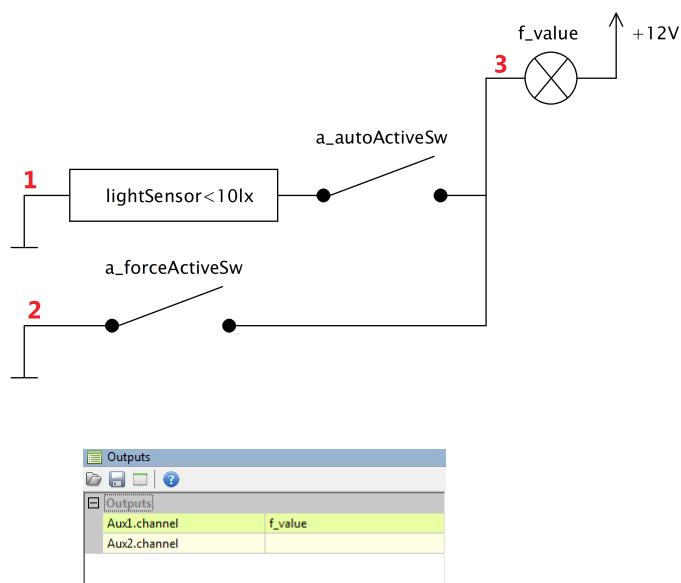 f_value
+12V
3
a_autoActiveSw
1
lightSensor<10lx
a_forceActiveSw
2
Outputs
Outputs
Aux1.channel f_value
Aux2.channel